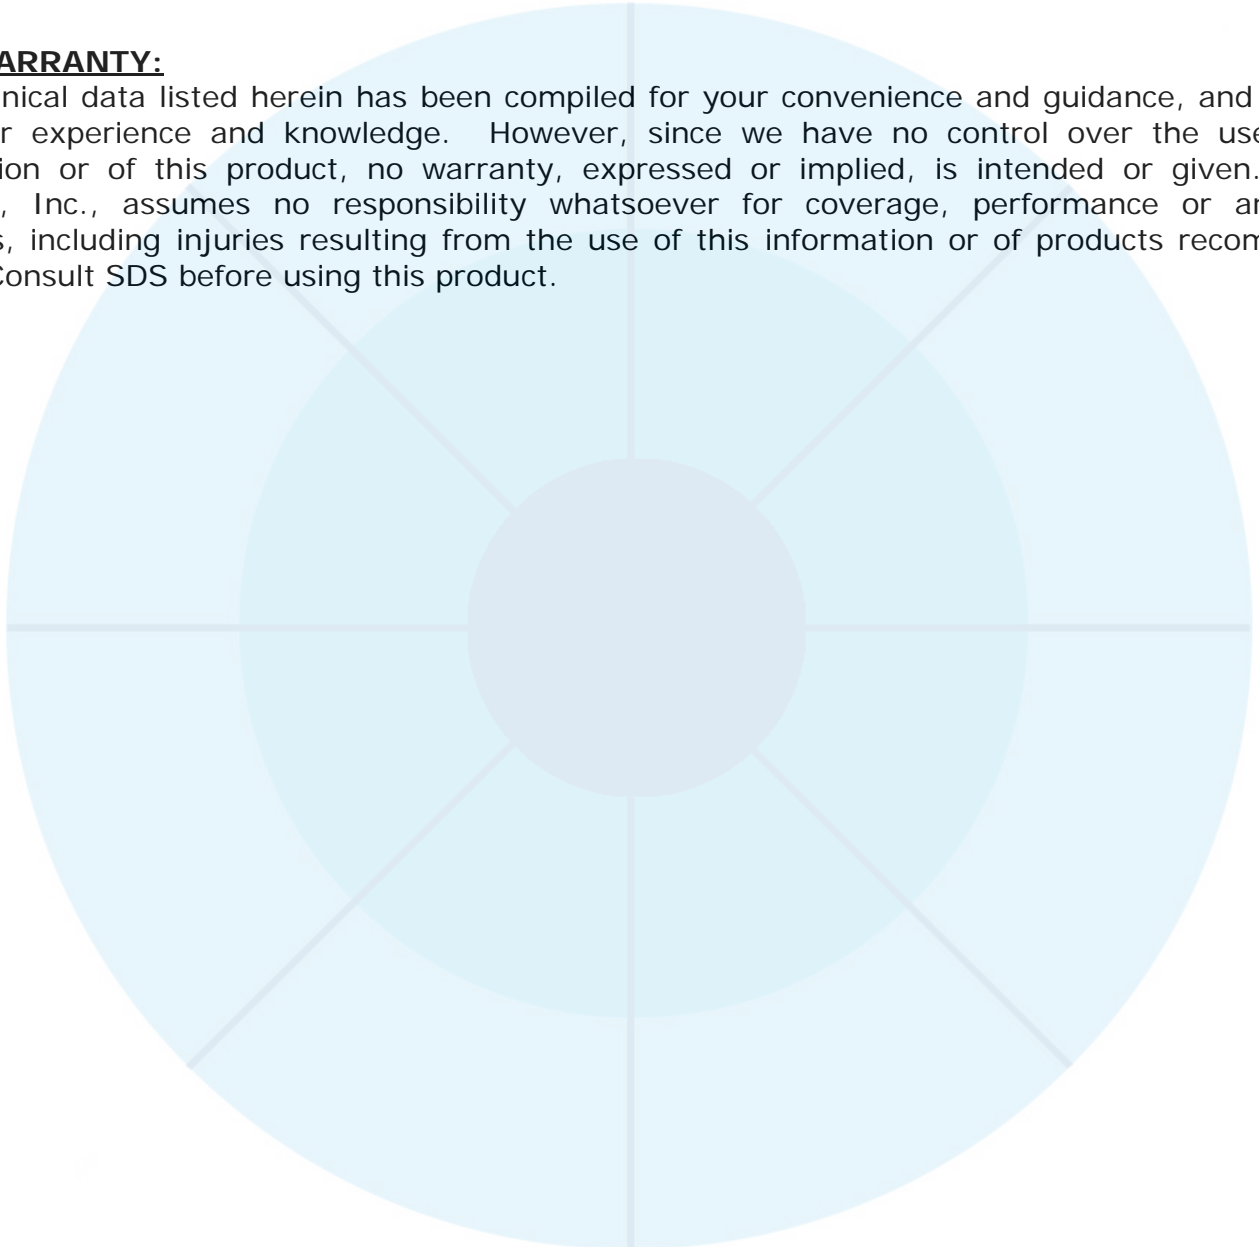 ARRANTY:
nical data listed herein has been compiled for your convenience and guidance, and
r experience and knowledge. However, since we have no control over the use
ion or of this product, no warranty, expressed or implied, is intended or given.
, Inc., assumes no responsibility whatsoever for coverage, performance or an
s, including injuries resulting from the use of this information or of products recom
Consult SDS before using this product.